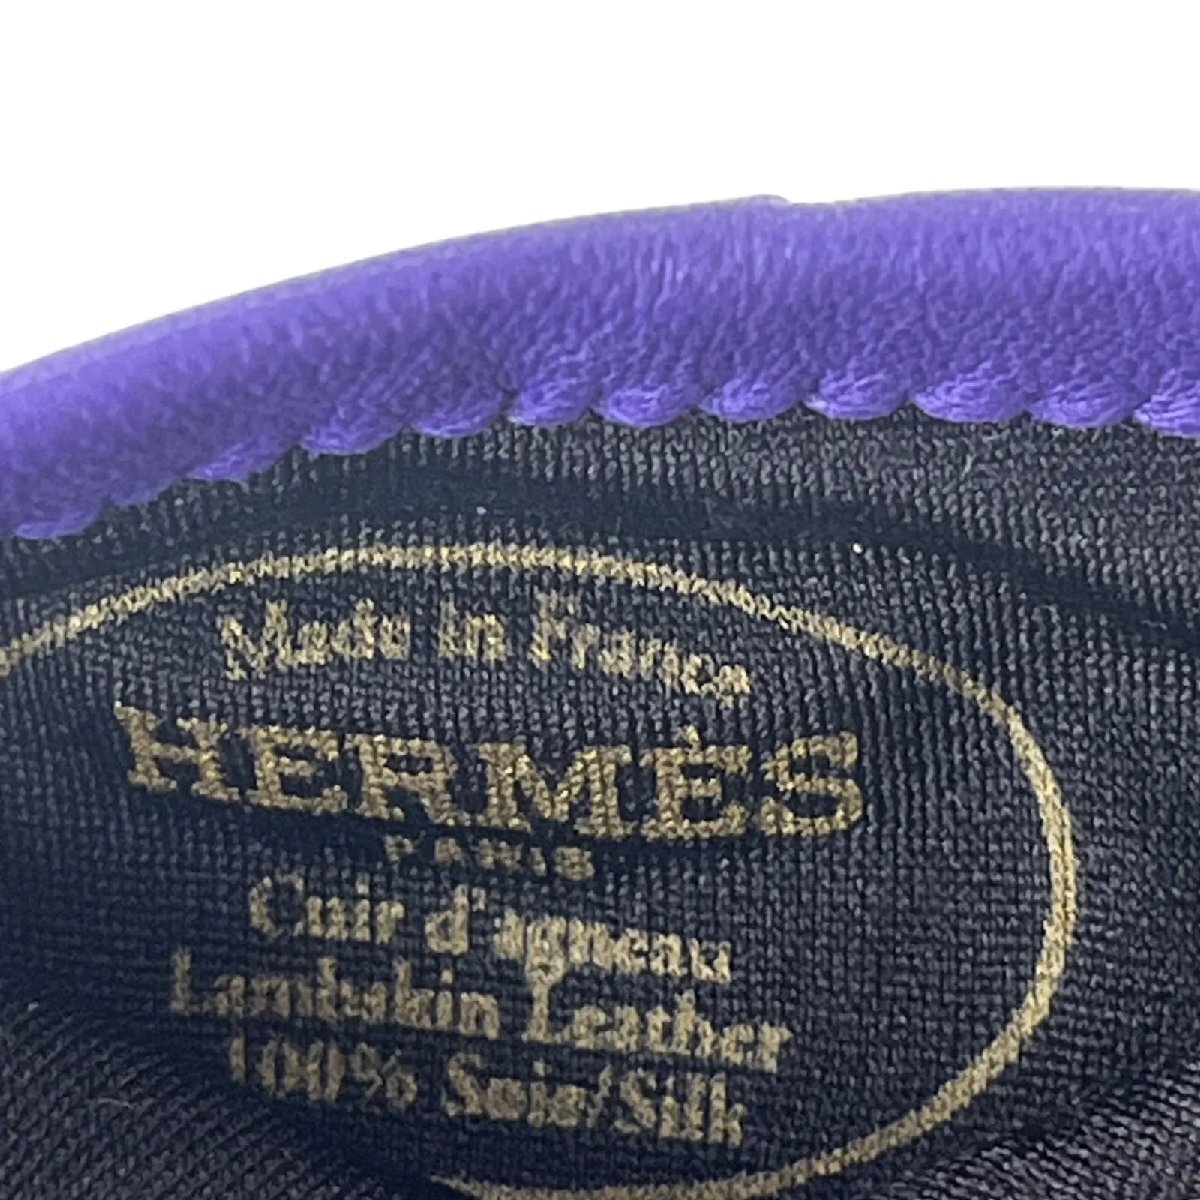 Made in France
HERMÈS
PARIS
Cuir d'agneau
Lambskin Leather
100% Soie/Silk